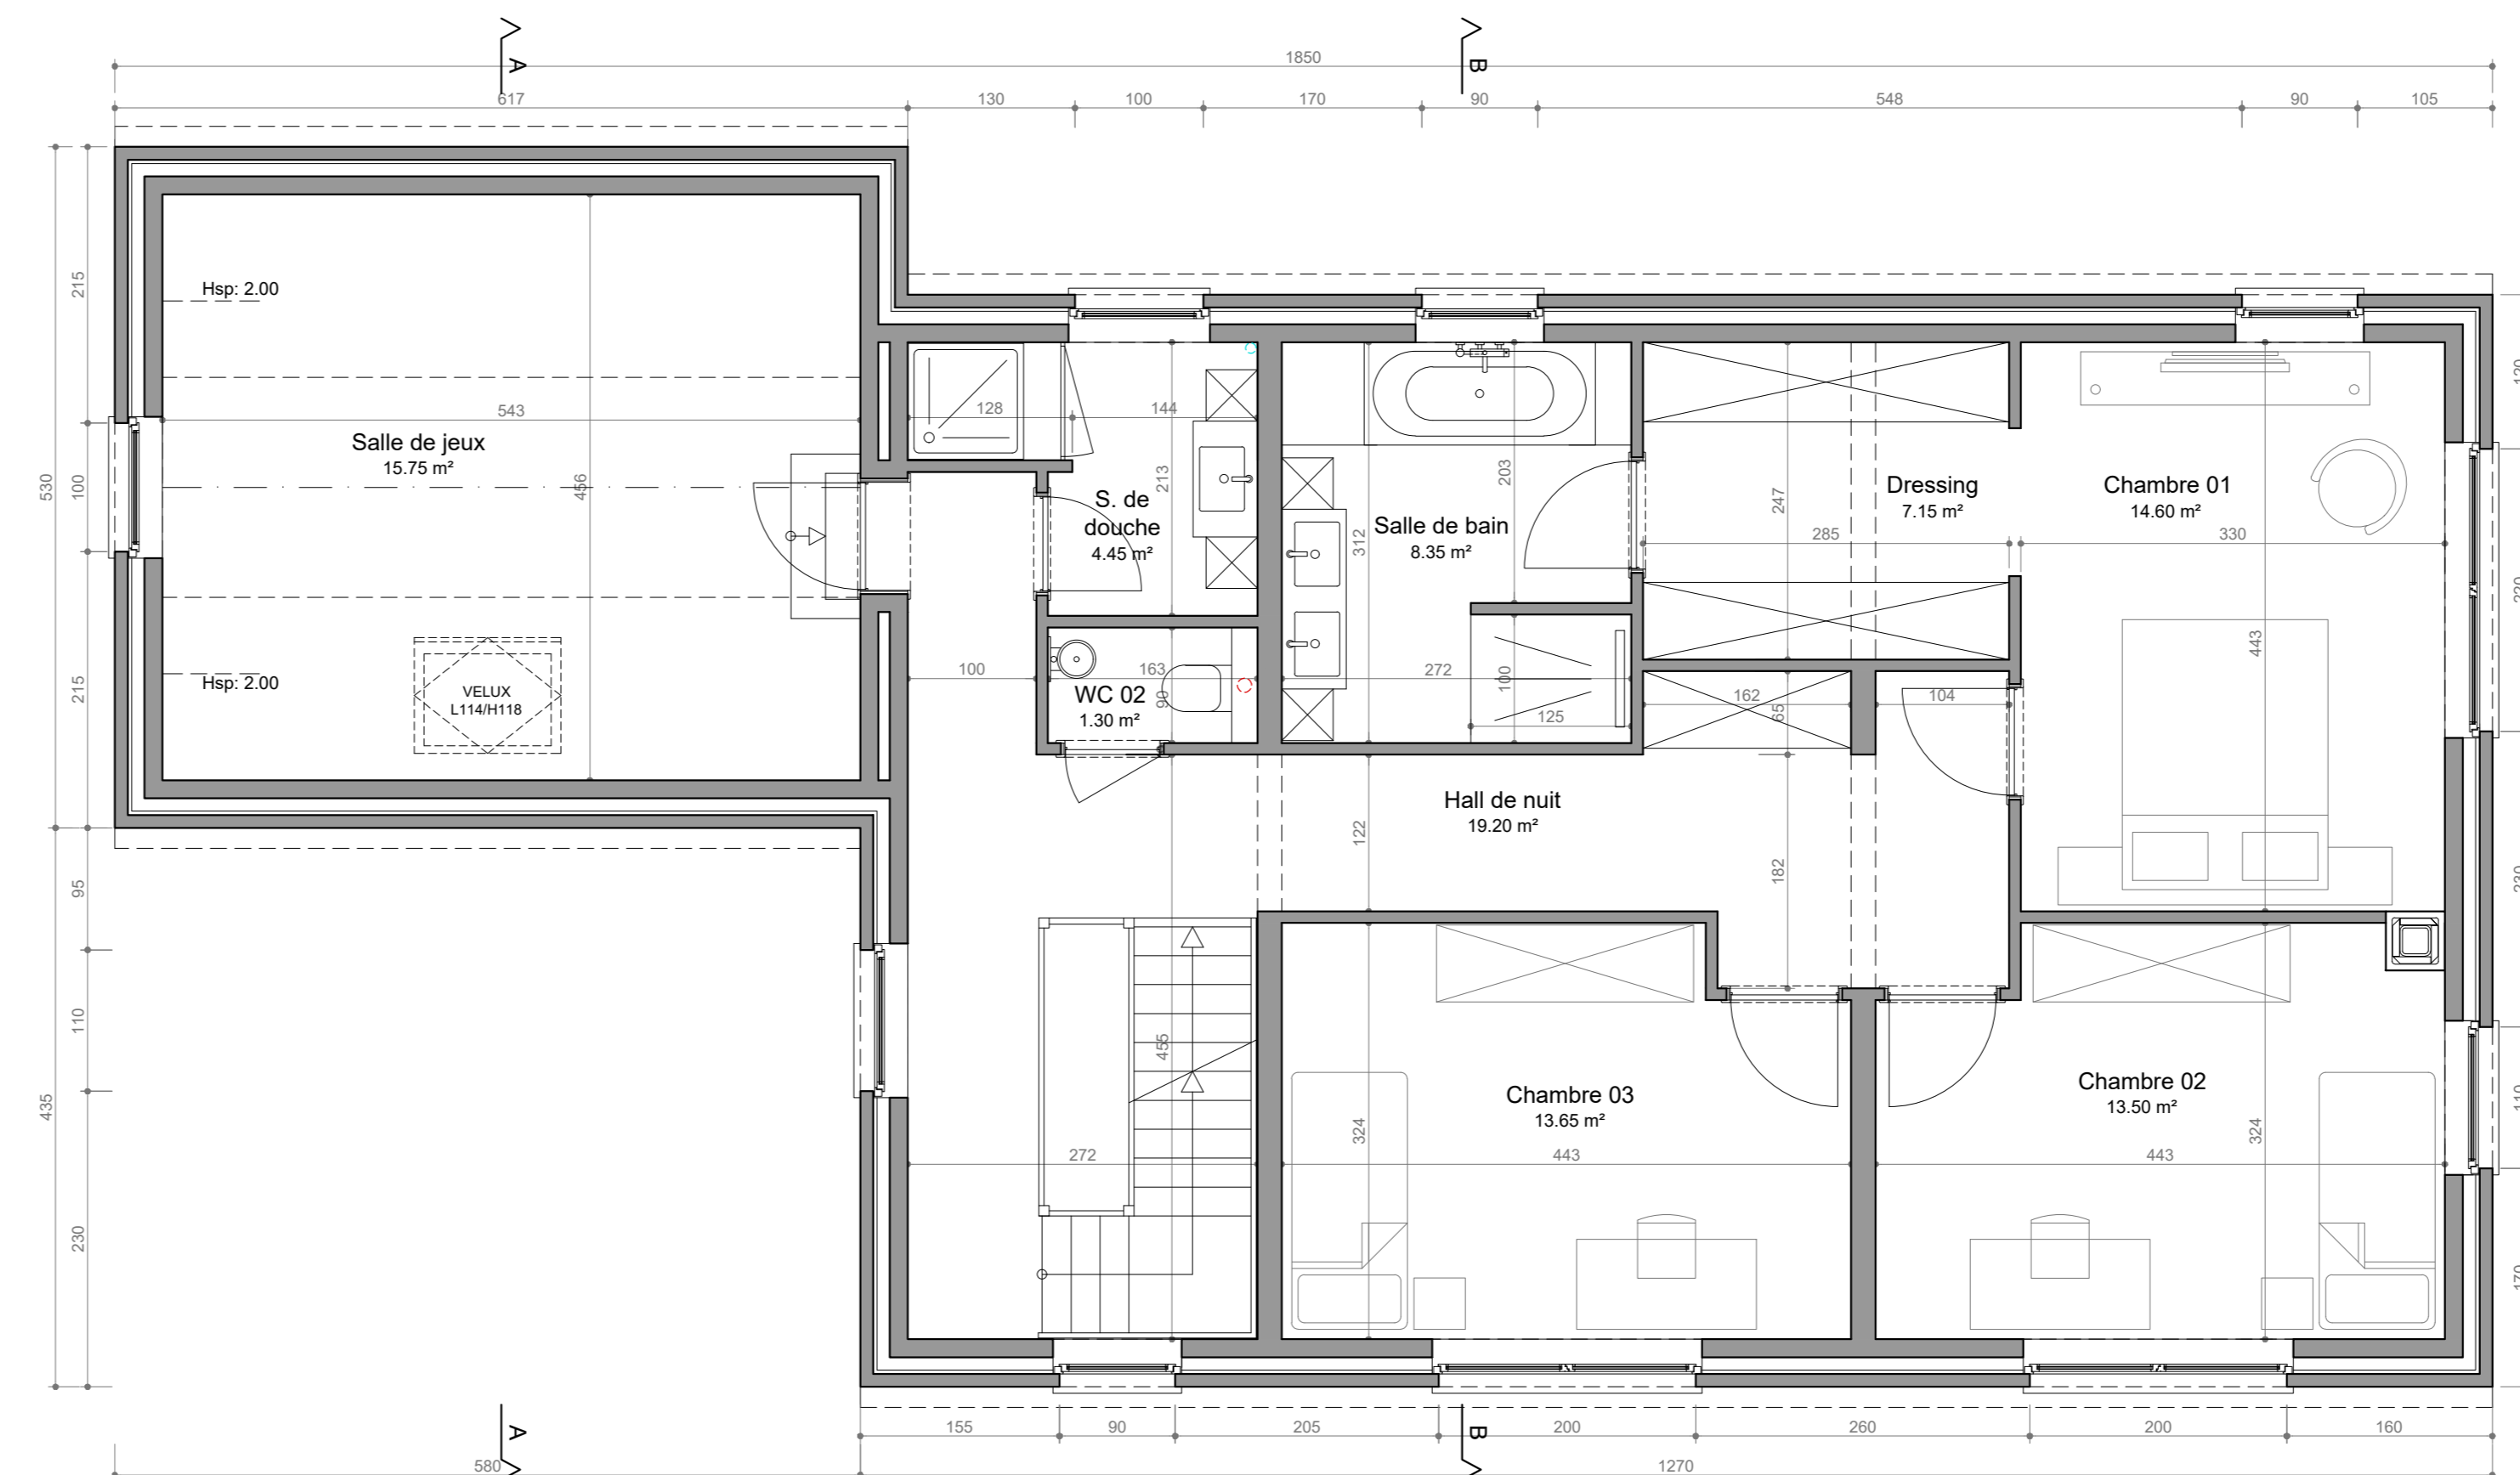 A
B
1850
617
130
100
170
90
548
90
105
530
215
100
215
435
95
110
230
Hsp: 2.00
543
Salle de jeux
15.75 m²
456
Hsp: 2.00
VELUX
L114/H118
128
144
213
S. de
douche
4.45 m²
100
163
90
WC 02
1.30 m²
203
312
Salle de bain
8.35 m²
272
100
125
247
Dressing
7.15 m²
285
Chambre 01
14.60 m²
330
443
162
65
104
Hall de nuit
19.20 m²
122
182
455
272
Chambre 03
13.65 m²
324
443
Chambre 02
13.50 m²
324
443
120
220
230
110
170
A
B
155
90
205
200
260
200
160
580
1270